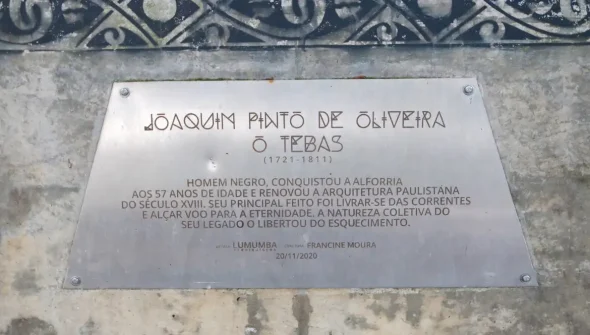 JOAQUIM PINTO DE OLIVEIRA
O TEBAS
(1721-1811)
HOMEM NEGRO, CONQUISTOU A ALFORRIA
AOS 57 ANOS DE IDADE E RENOVOU A ARQUITETURA PAULISTANA
DO SÉCULO XVIII. SEU PRINCIPAL FEITO FOI LIVRAR-SE DAS CORRENTES
E ALÇAR VOO PARA A ETERNIDADE. A NATUREZA COLETIVA DO
SEU LEGADO O LIBERTOU DO ESQUECIMENTO.
LUMUMBA FRANCINE MOURA
20/11/2020